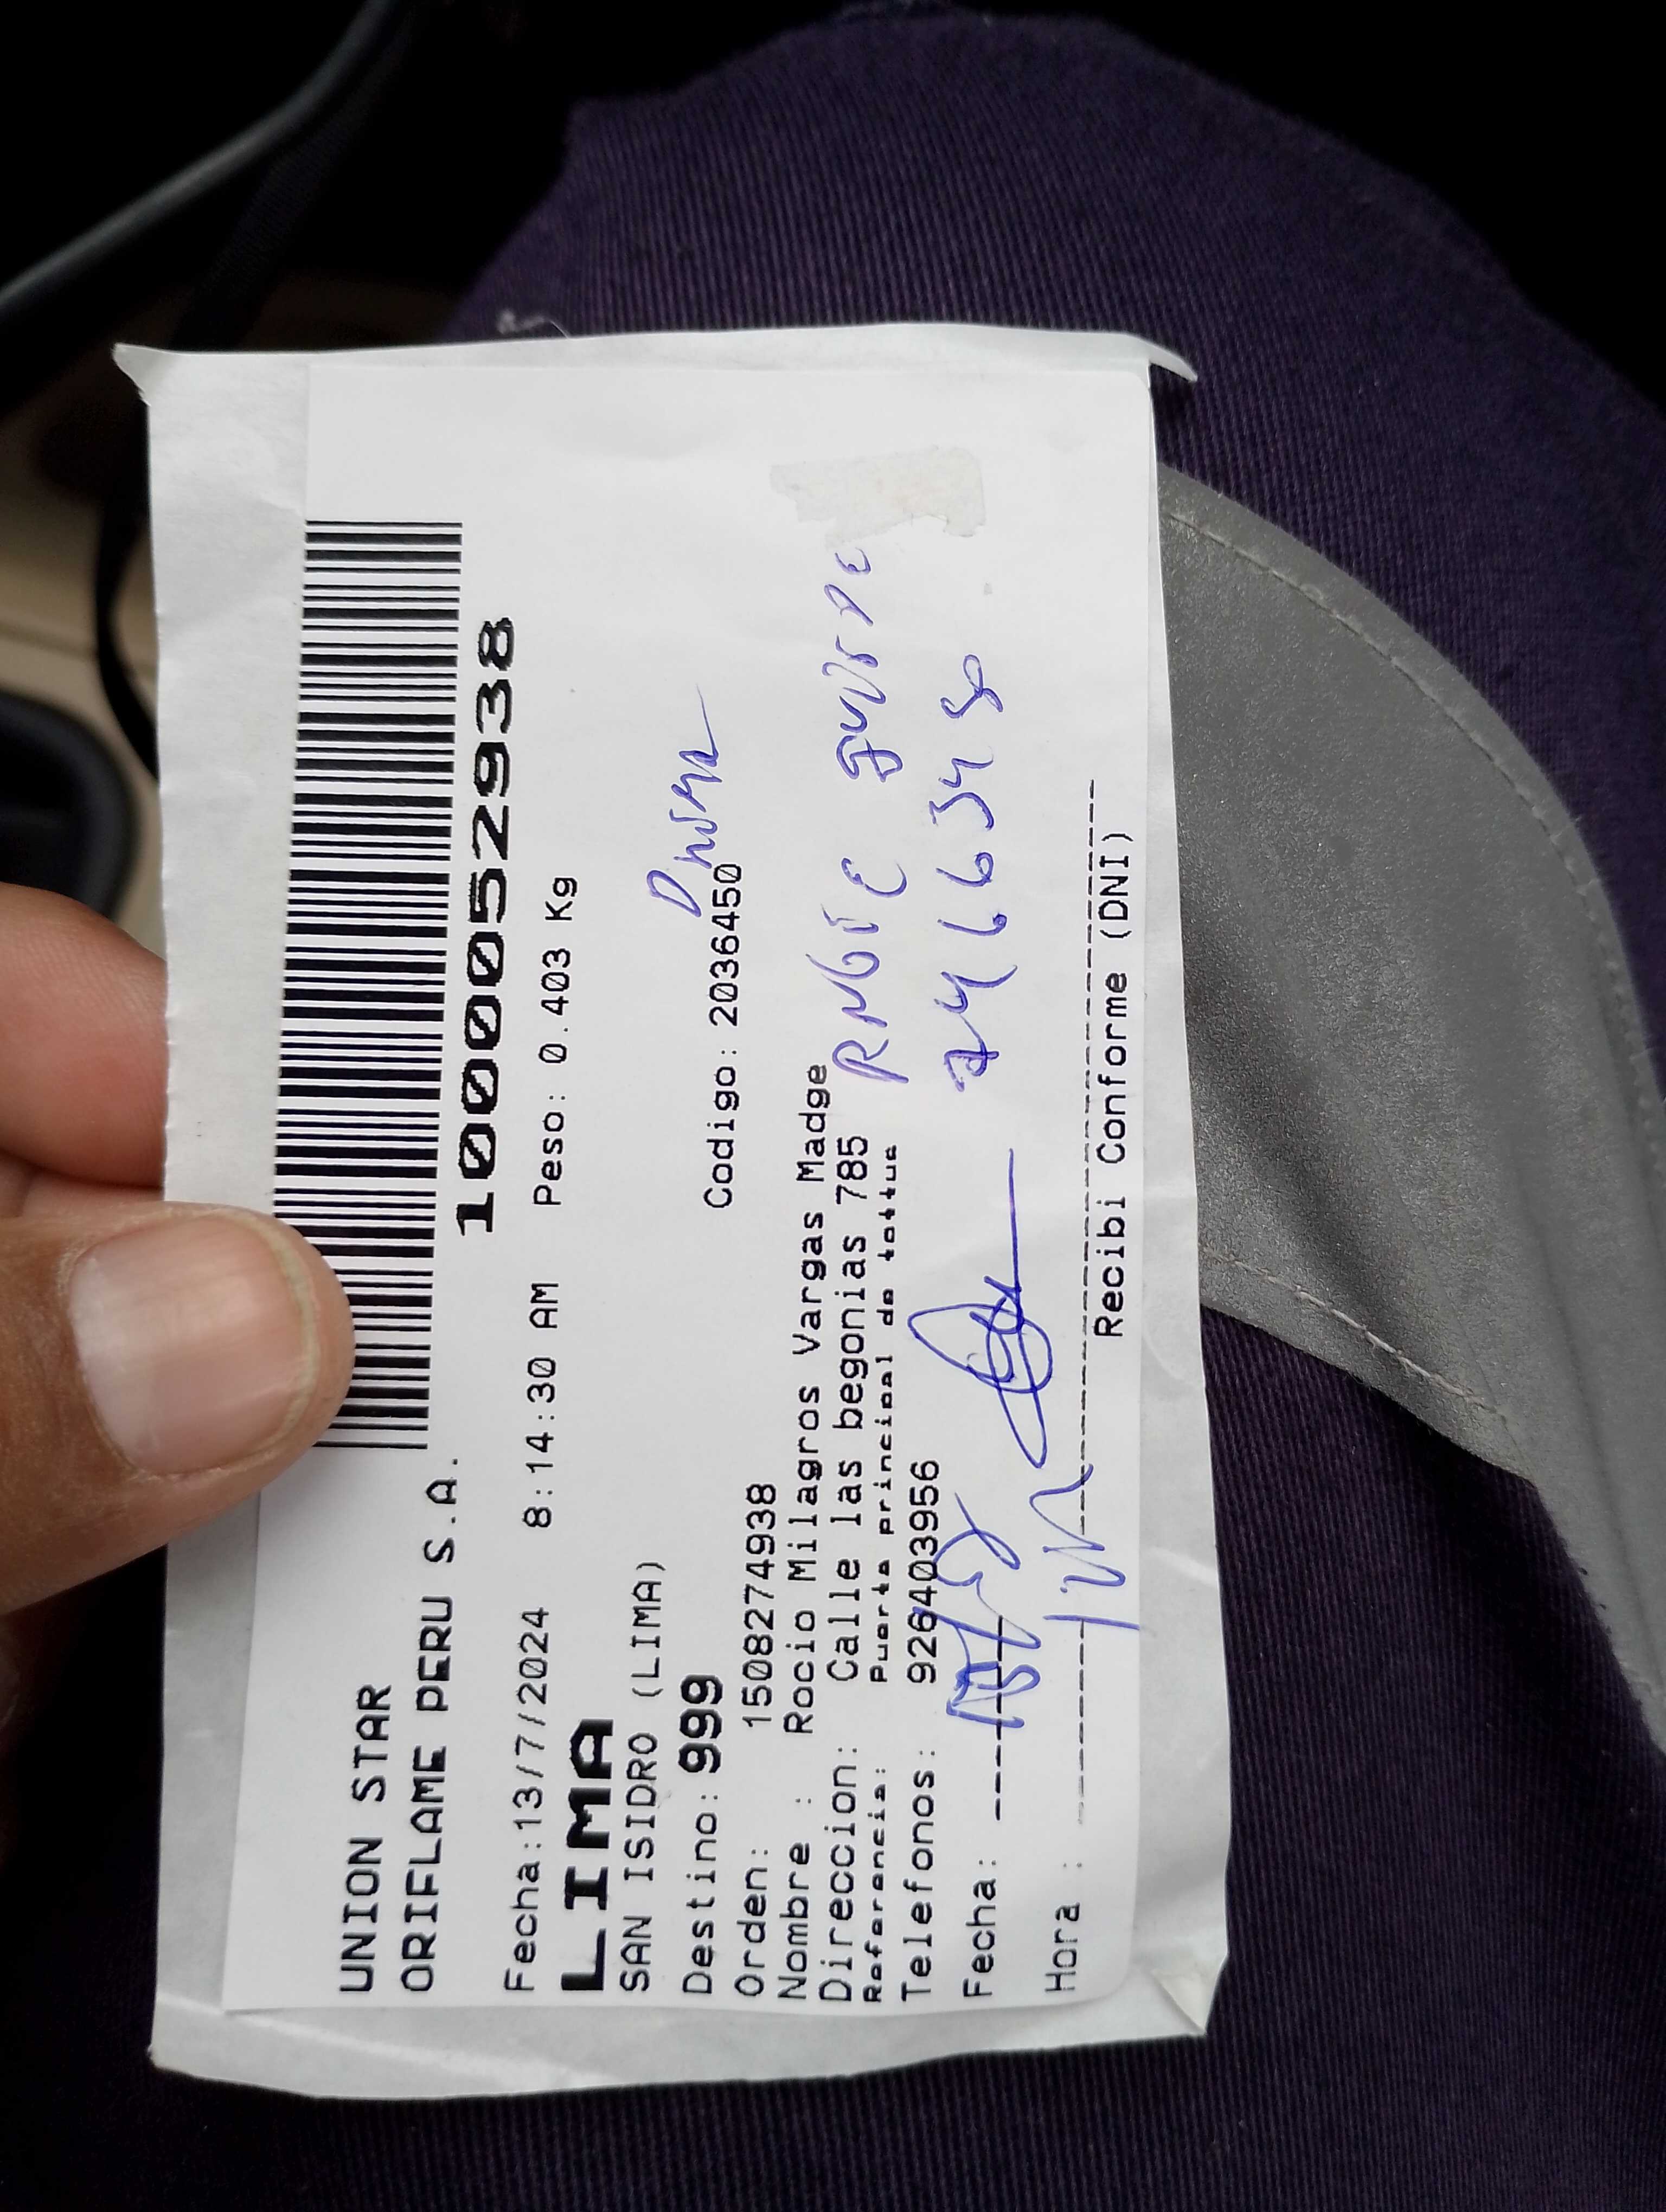 UNION STAR
ORIFLAME PERU S.A.
1000052938
Fecha:13/7/2024 8:14:30 AM Peso: 0.403 Kg
LIMA
SAN ISIDRO (LIMA)
Destino: 999 Codigo: 2036450
Orden: 1508274938
Nombre : Rocio Milagros Vargas Madge
Direccion: Calle las begonias 785
Referencia: Puerta principal de tottus
Telefonos: 926403956
Fecha:
Hora :
Recibi Conforme (DNI)